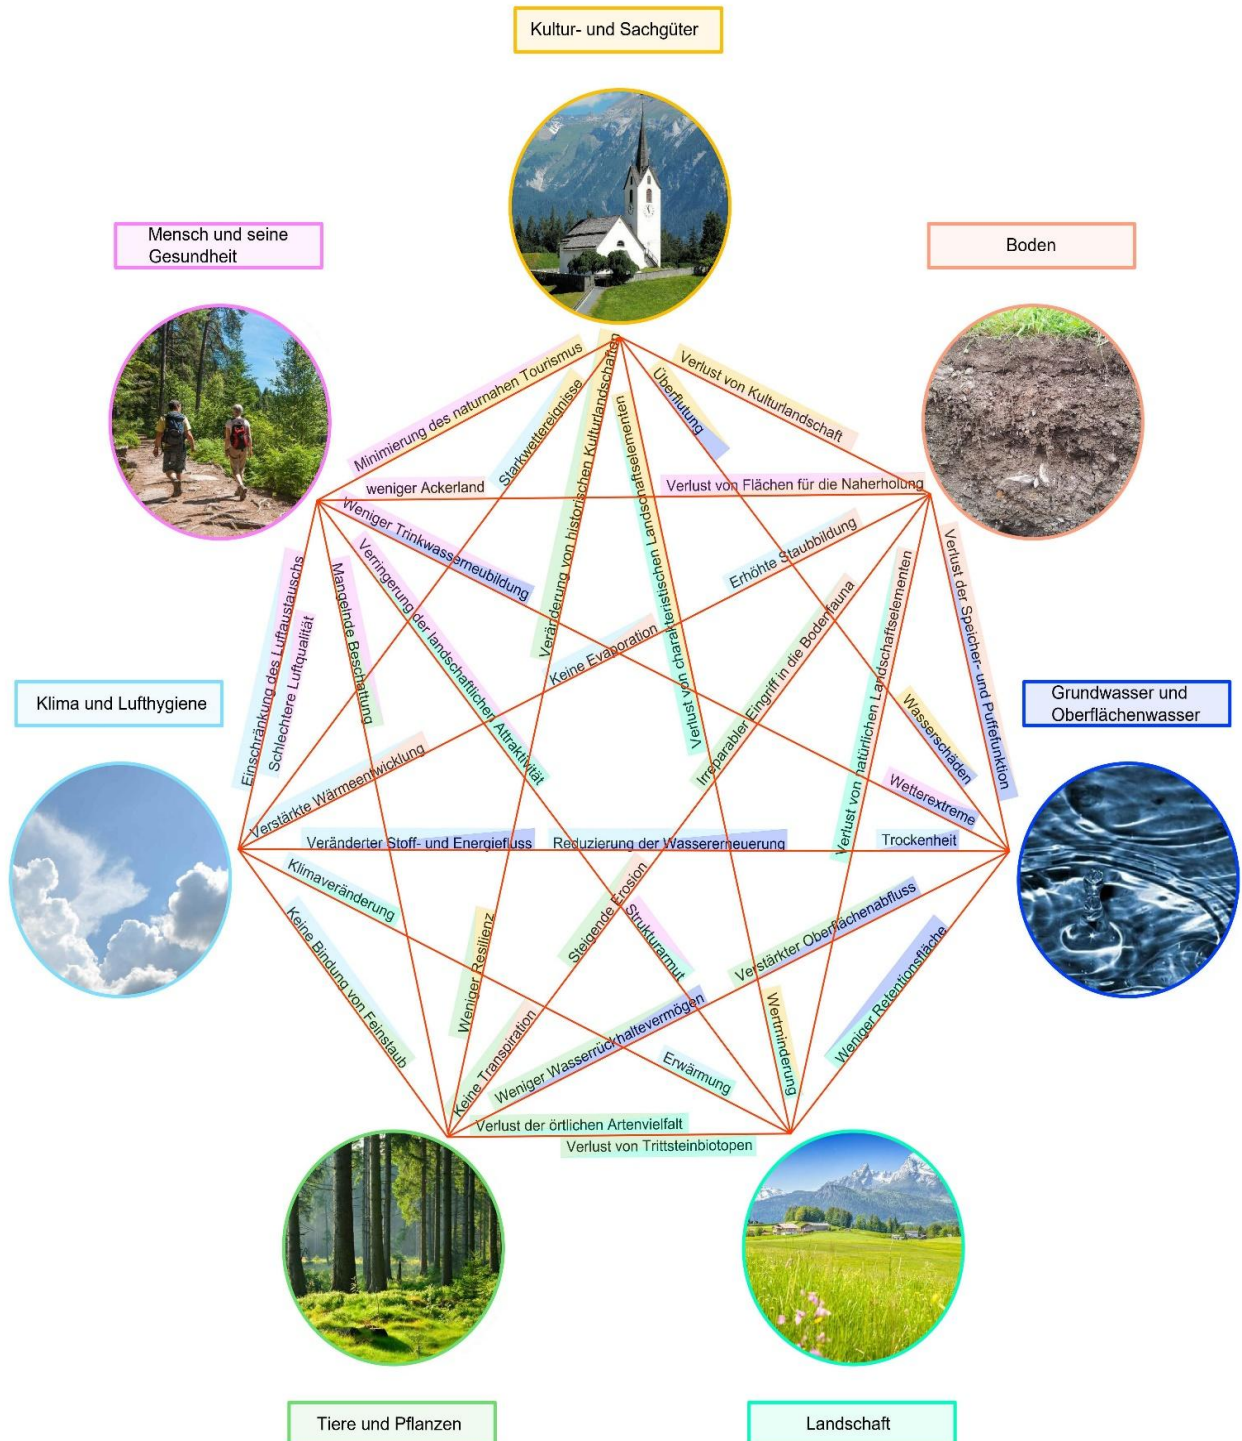 Kultur- und Sachgüter
Mensch und seine
Gesundheit
Boden
Minimierung des naturnahen Tourismus
Starkwettereignisse
Veränderung von historischen Kulturlandschaften
Verlust von charakteristischen Landschaftselementen
Überflutung
Verlust von Kulturlandschaft
weniger Ackerland
Verlust von Flächen für die Naherholung
Weniger Trinkwasserneubildung
Verringerung der landschaftlichen Attraktivität
Mangelnde Beschattung
Einschränkung des Luftaustauschs
Schlechtere Luftqualität
Erhöhte Staubbildung
Keine Evaporation
Irreparabler Eingriff in die Bodenfauna
Verlust von natürlichen Landschaftselementen
Verlust der Speicher- und Puffefunktion
Klima und Lufthygiene
Grundwasser und
Oberflächenwasser
Wasserschäden
Wetterextreme
Verstärkte Wärmeentwicklung
Veränderter Stoff- und Energiefluss
Reduzierung der Wassererneuerung
Trockenheit
Klimaveränderung
Keine Bindung von Feinstaub
Weniger Resilienz
Steigende Erosion
Strukturarmut
Verstärkter Oberflächenabfluss
Weniger Retentionsfläche
Keine Transpiration
Weniger Wasserrückhaltevermögen
Erwärmung
Wertminderung
Verlust der örtlichen Artenvielfalt
Verlust von Trittsteinbiotopen
Tiere und Pflanzen
Landschaft